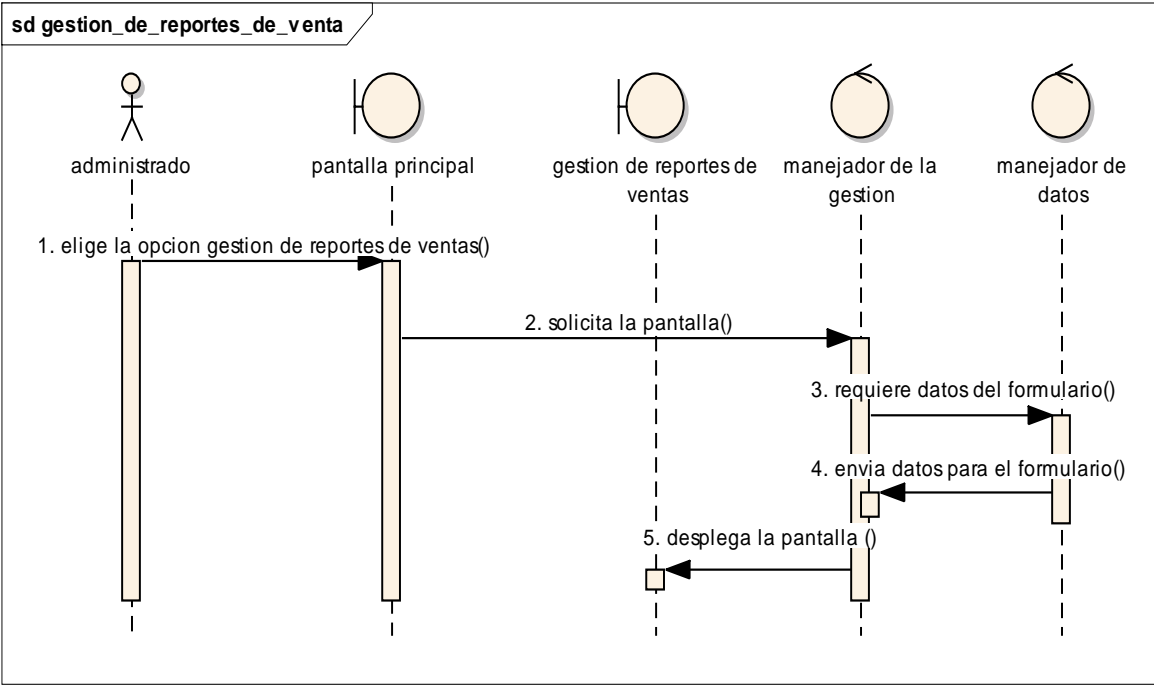 sd gestion_de_reportes_de_venta
administrado
pantalla principal
gestion de reportes de
ventas
manejador de la
gestion
manejador de
datos
1. elige la opcion gestion de reportes de ventas()
2. solicita la pantalla()
3. requiere datos del formulario()
4. envia datos para el formulario()
5. desplega la pantalla ()